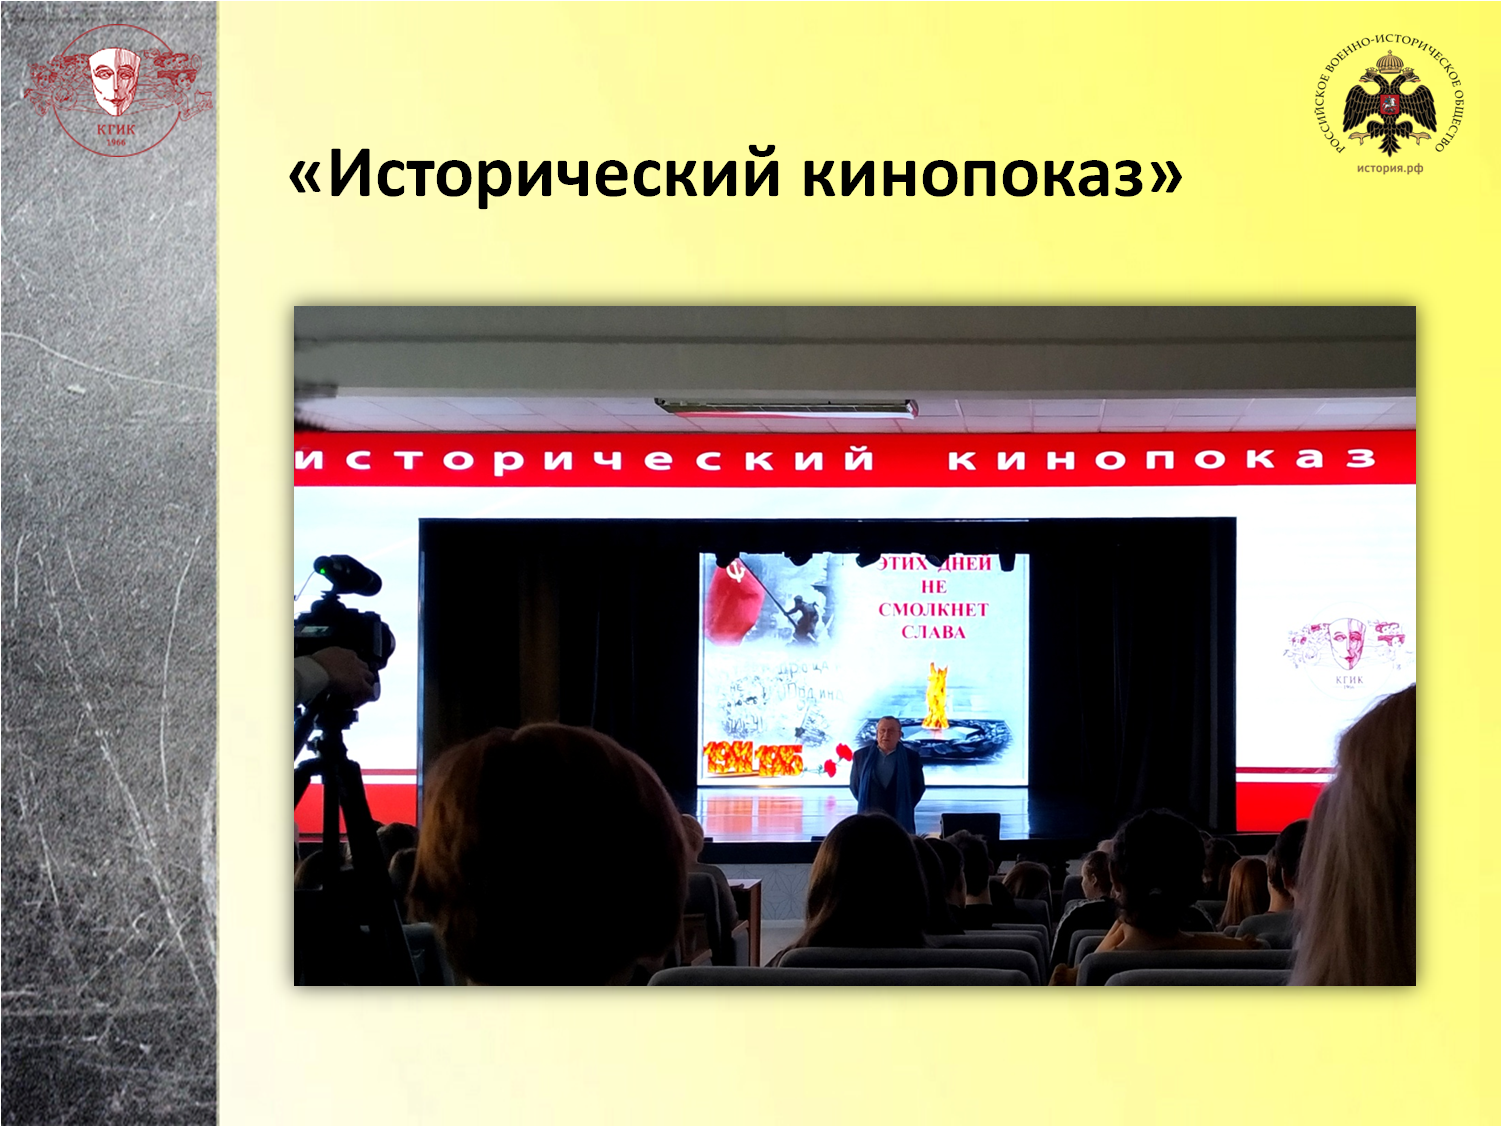 КГИК
1966
РОССИЙСКОЕ ВОЕННО-ИСТОРИЧЕСКОЕ ОБЩЕСТВО
история.рф
«Исторический кинопоказ»
исторический кинопоказ
ЭТИХ ДНЕЙ
НЕ
СМОЛКНЕТ
СЛАВА
КГИК
1966
1941 1945